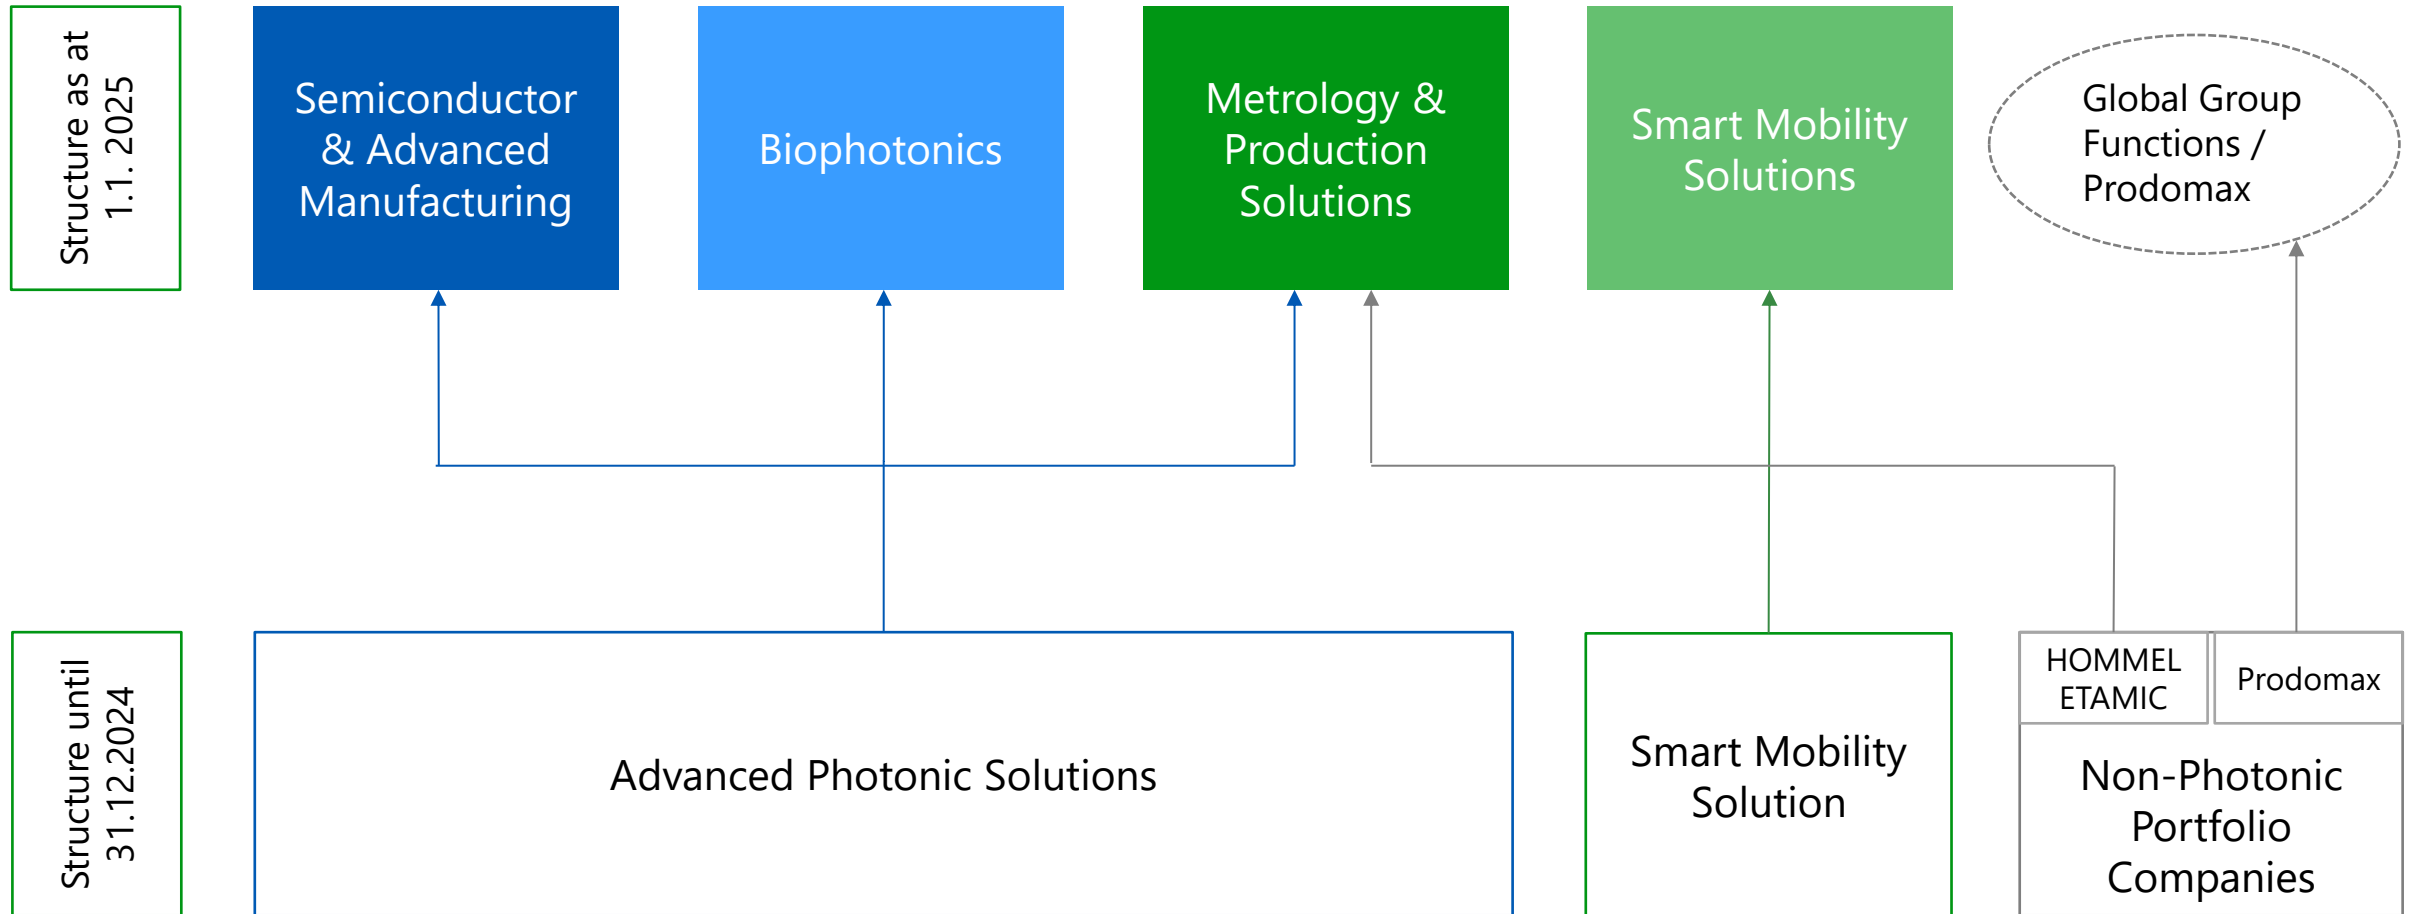 Structure as at
1.1. 2025
Semiconductor
& Advanced
Manufacturing
Biophotonics
Metrology &
Production
Solutions
Smart Mobility
Solutions
Global Group
Functions /
Prodomax
Structure until
31.12.2024
Advanced Photonic Solutions
Smart Mobility
Solution
HOMMEL
ETAMIC
Prodomax
Non-Photonic
Portfolio
Companies